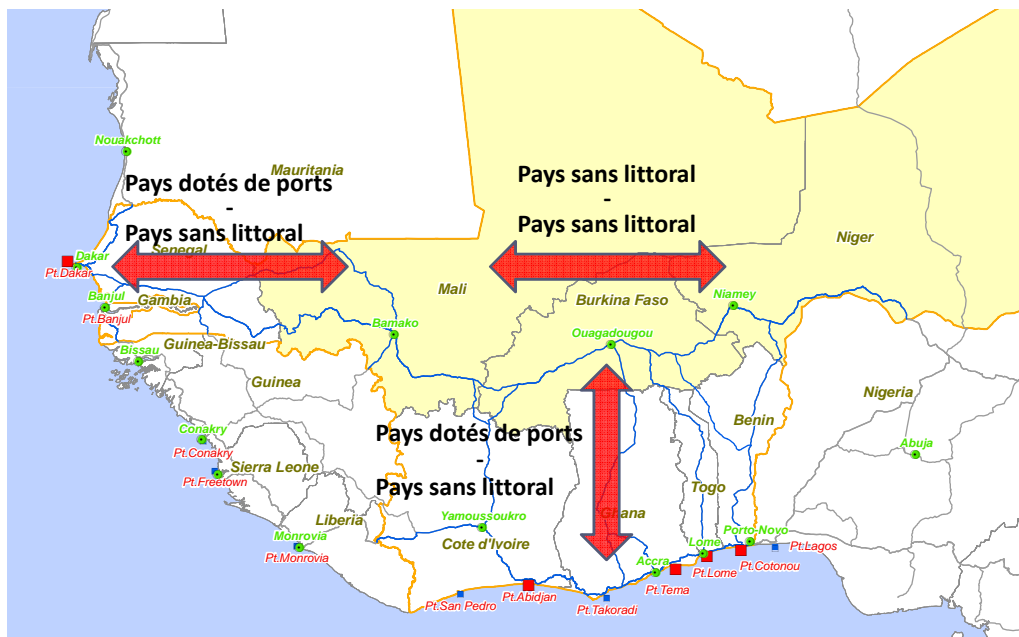 Nouakchott
Mauritania
Pays dotés de ports
-
Pays sans littoral
Pays sans littoral
-
Pays sans littoral
Senegal
Dakar
Pt.Dakar
Niger
Mali
Banjul
Gambia
Pt.Banjul
Burkina Faso
Niamey
Bamako
Ouagadougou
Guinea-Bissau
Bissau
Guinea
Nigeria
Benin
Conakry
Pt.Conakry
Pays dotés de ports
-
Pays sans littoral
Abuja
Sierra Leone
Pt.Freetown
Togo
Ghana
Liberia
Yamoussoukro
Cote d'Ivoire
Monrovia
Pt.Monrovia
Porto-Novo
Lome
Pt.Lagos
Accra
Pt.Cotonou
Pt.Lome
Pt.Tema
Pt.San Pedro
Pt.Abidjan
Pt.Takoradi